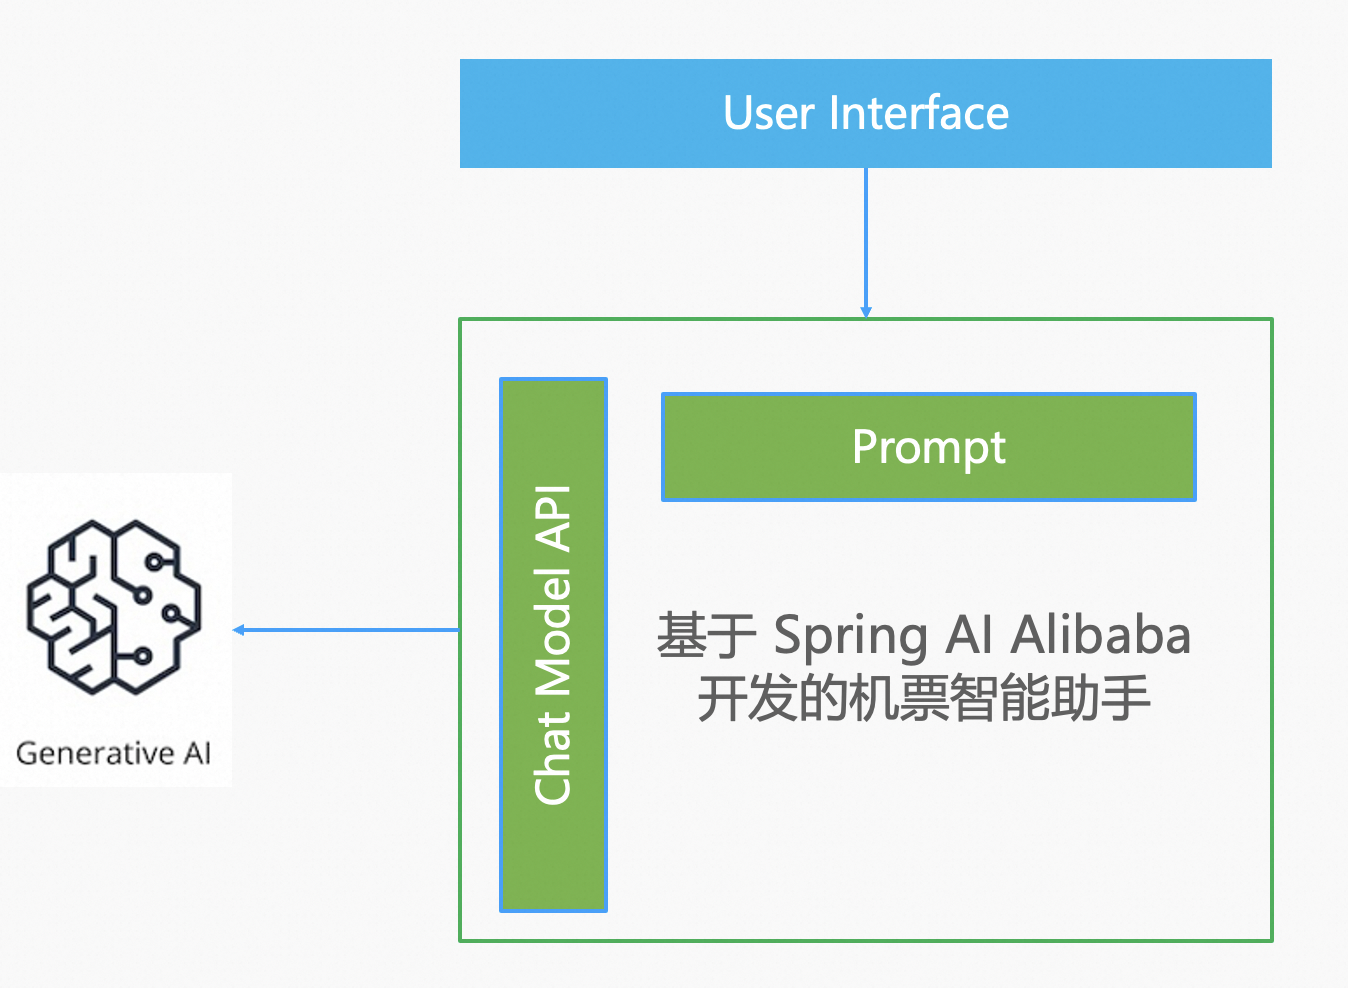 User Interface
Prompt
Chat Model API
基于 Spring AI Alibaba
开发的机票智能助手
Generative AI